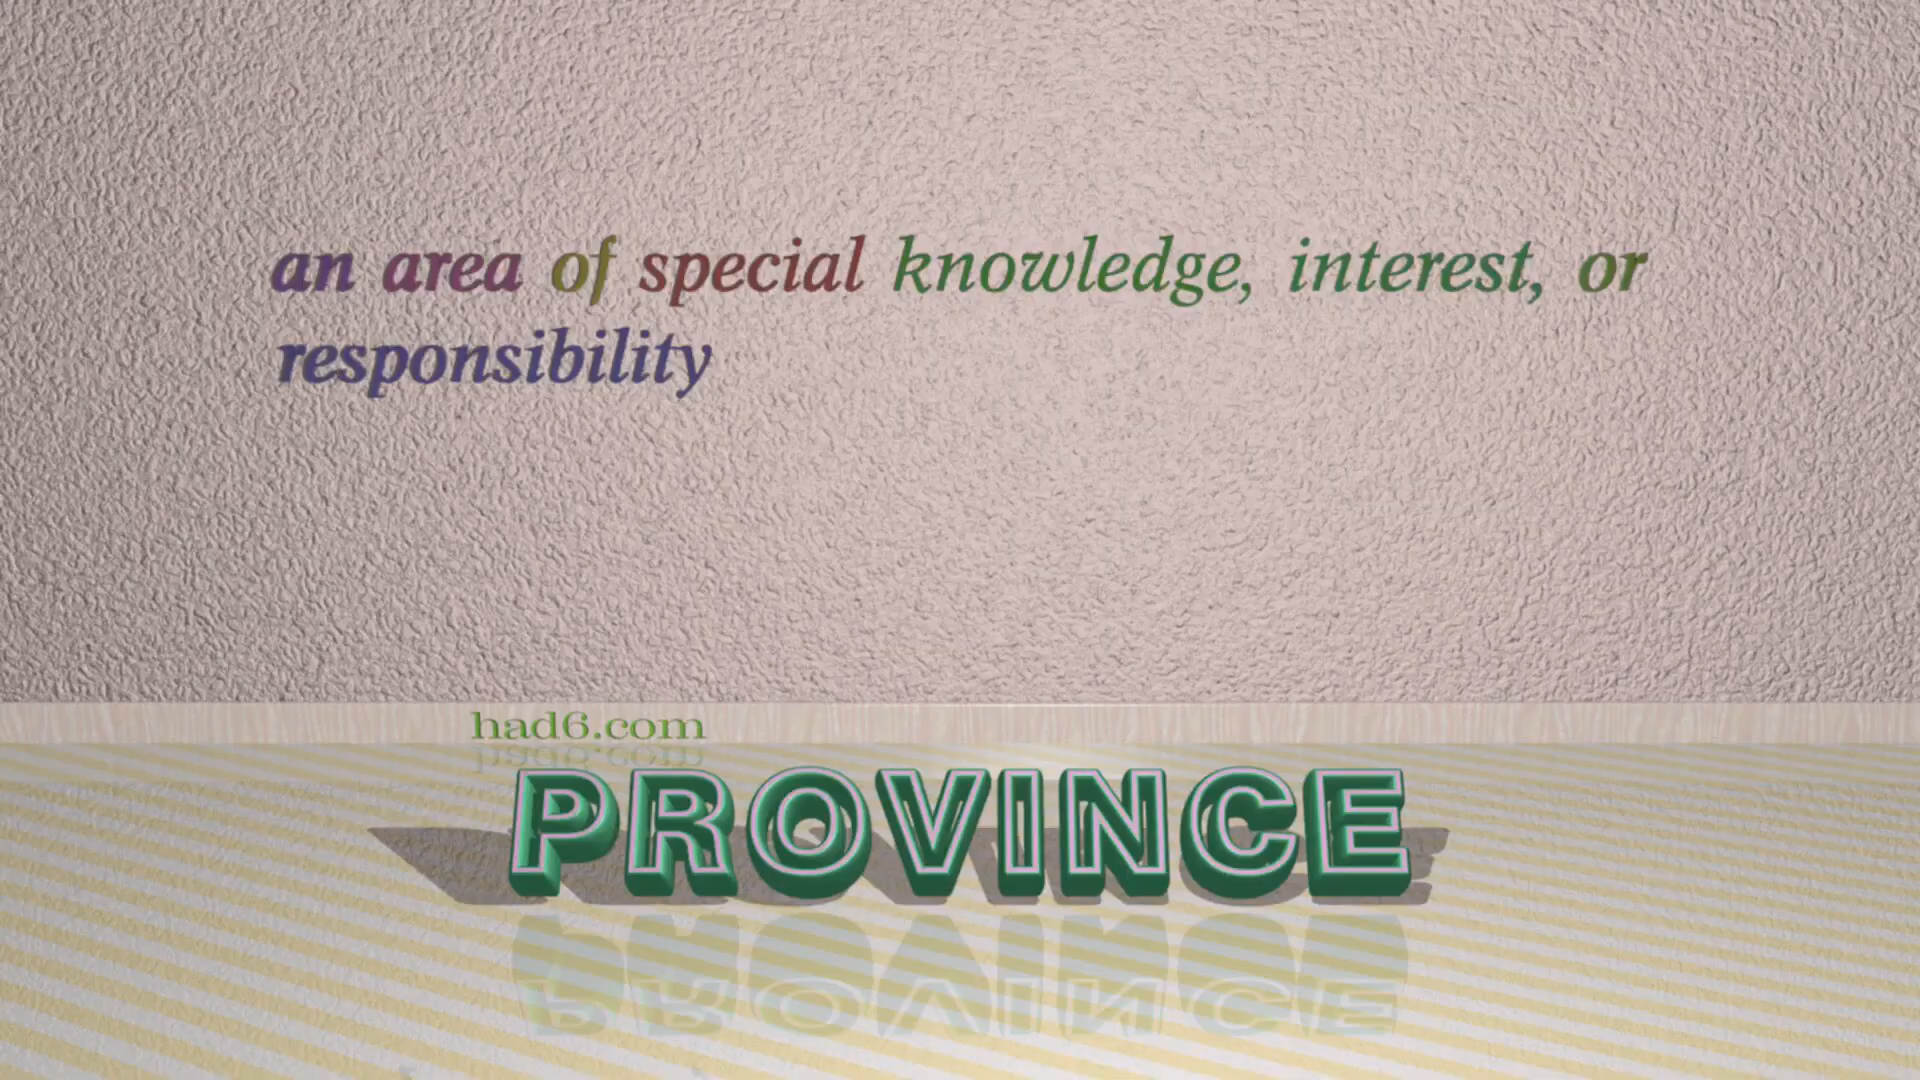 an area of special knowledge, interest, or
responsibility
had6.com
PROVINCE